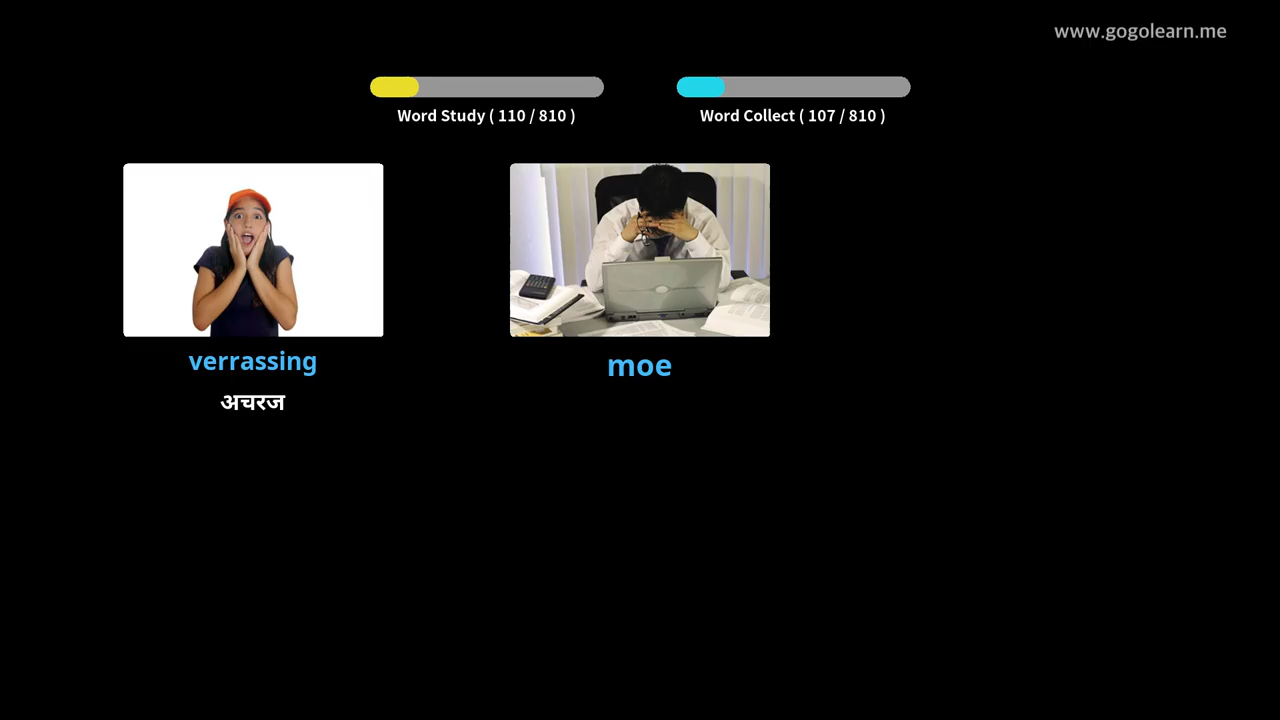 www.gogolearn.me
Word Study ( 110 / 810 )
Word Collect ( 107 / 810 )
verrassing
अचरज
moe